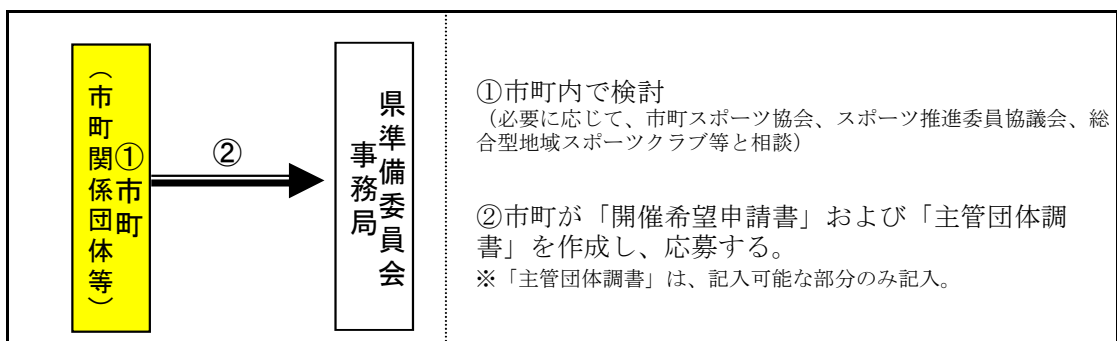 ①市町
（市町関係団体等）
②
県準備委員会
事務局
①市町内で検討
（必要に応じて、市町スポーツ協会、スポーツ推進委員協議会、総
合型地域スポーツクラブ等と相談）
②市町が「開催希望申請書」および「主管団体調
書」を作成し、応募する。
※「主管団体調書」は、記入可能な部分のみ記入。